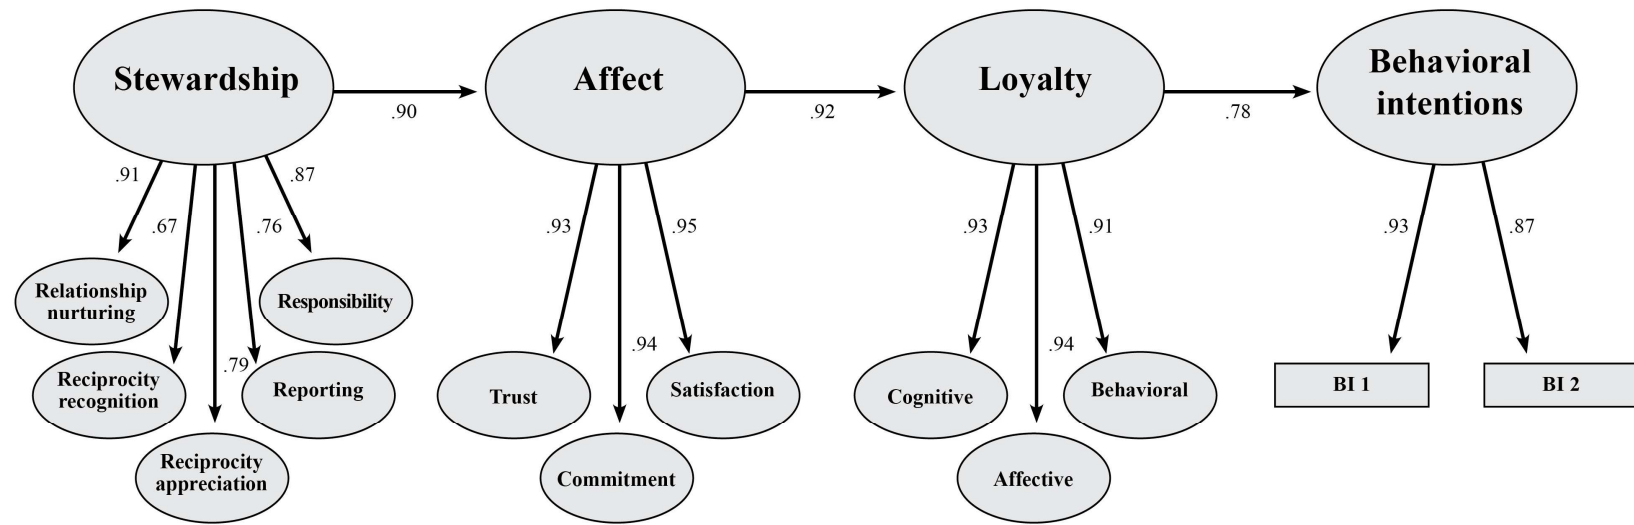 Stewardship
Affect
Loyalty
Behavioral
intentions
.90
.92
.78
.91
.67
.79
.76
.87
.93
.94
.95
.93
.94
.91
.93
.87
Relationship
nurturing
Responsibility
Reciprocity
recognition
Reporting
Reciprocity
appreciation
Trust
Satisfaction
Commitment
Cognitive
Behavioral
Affective
BI 1
BI 2